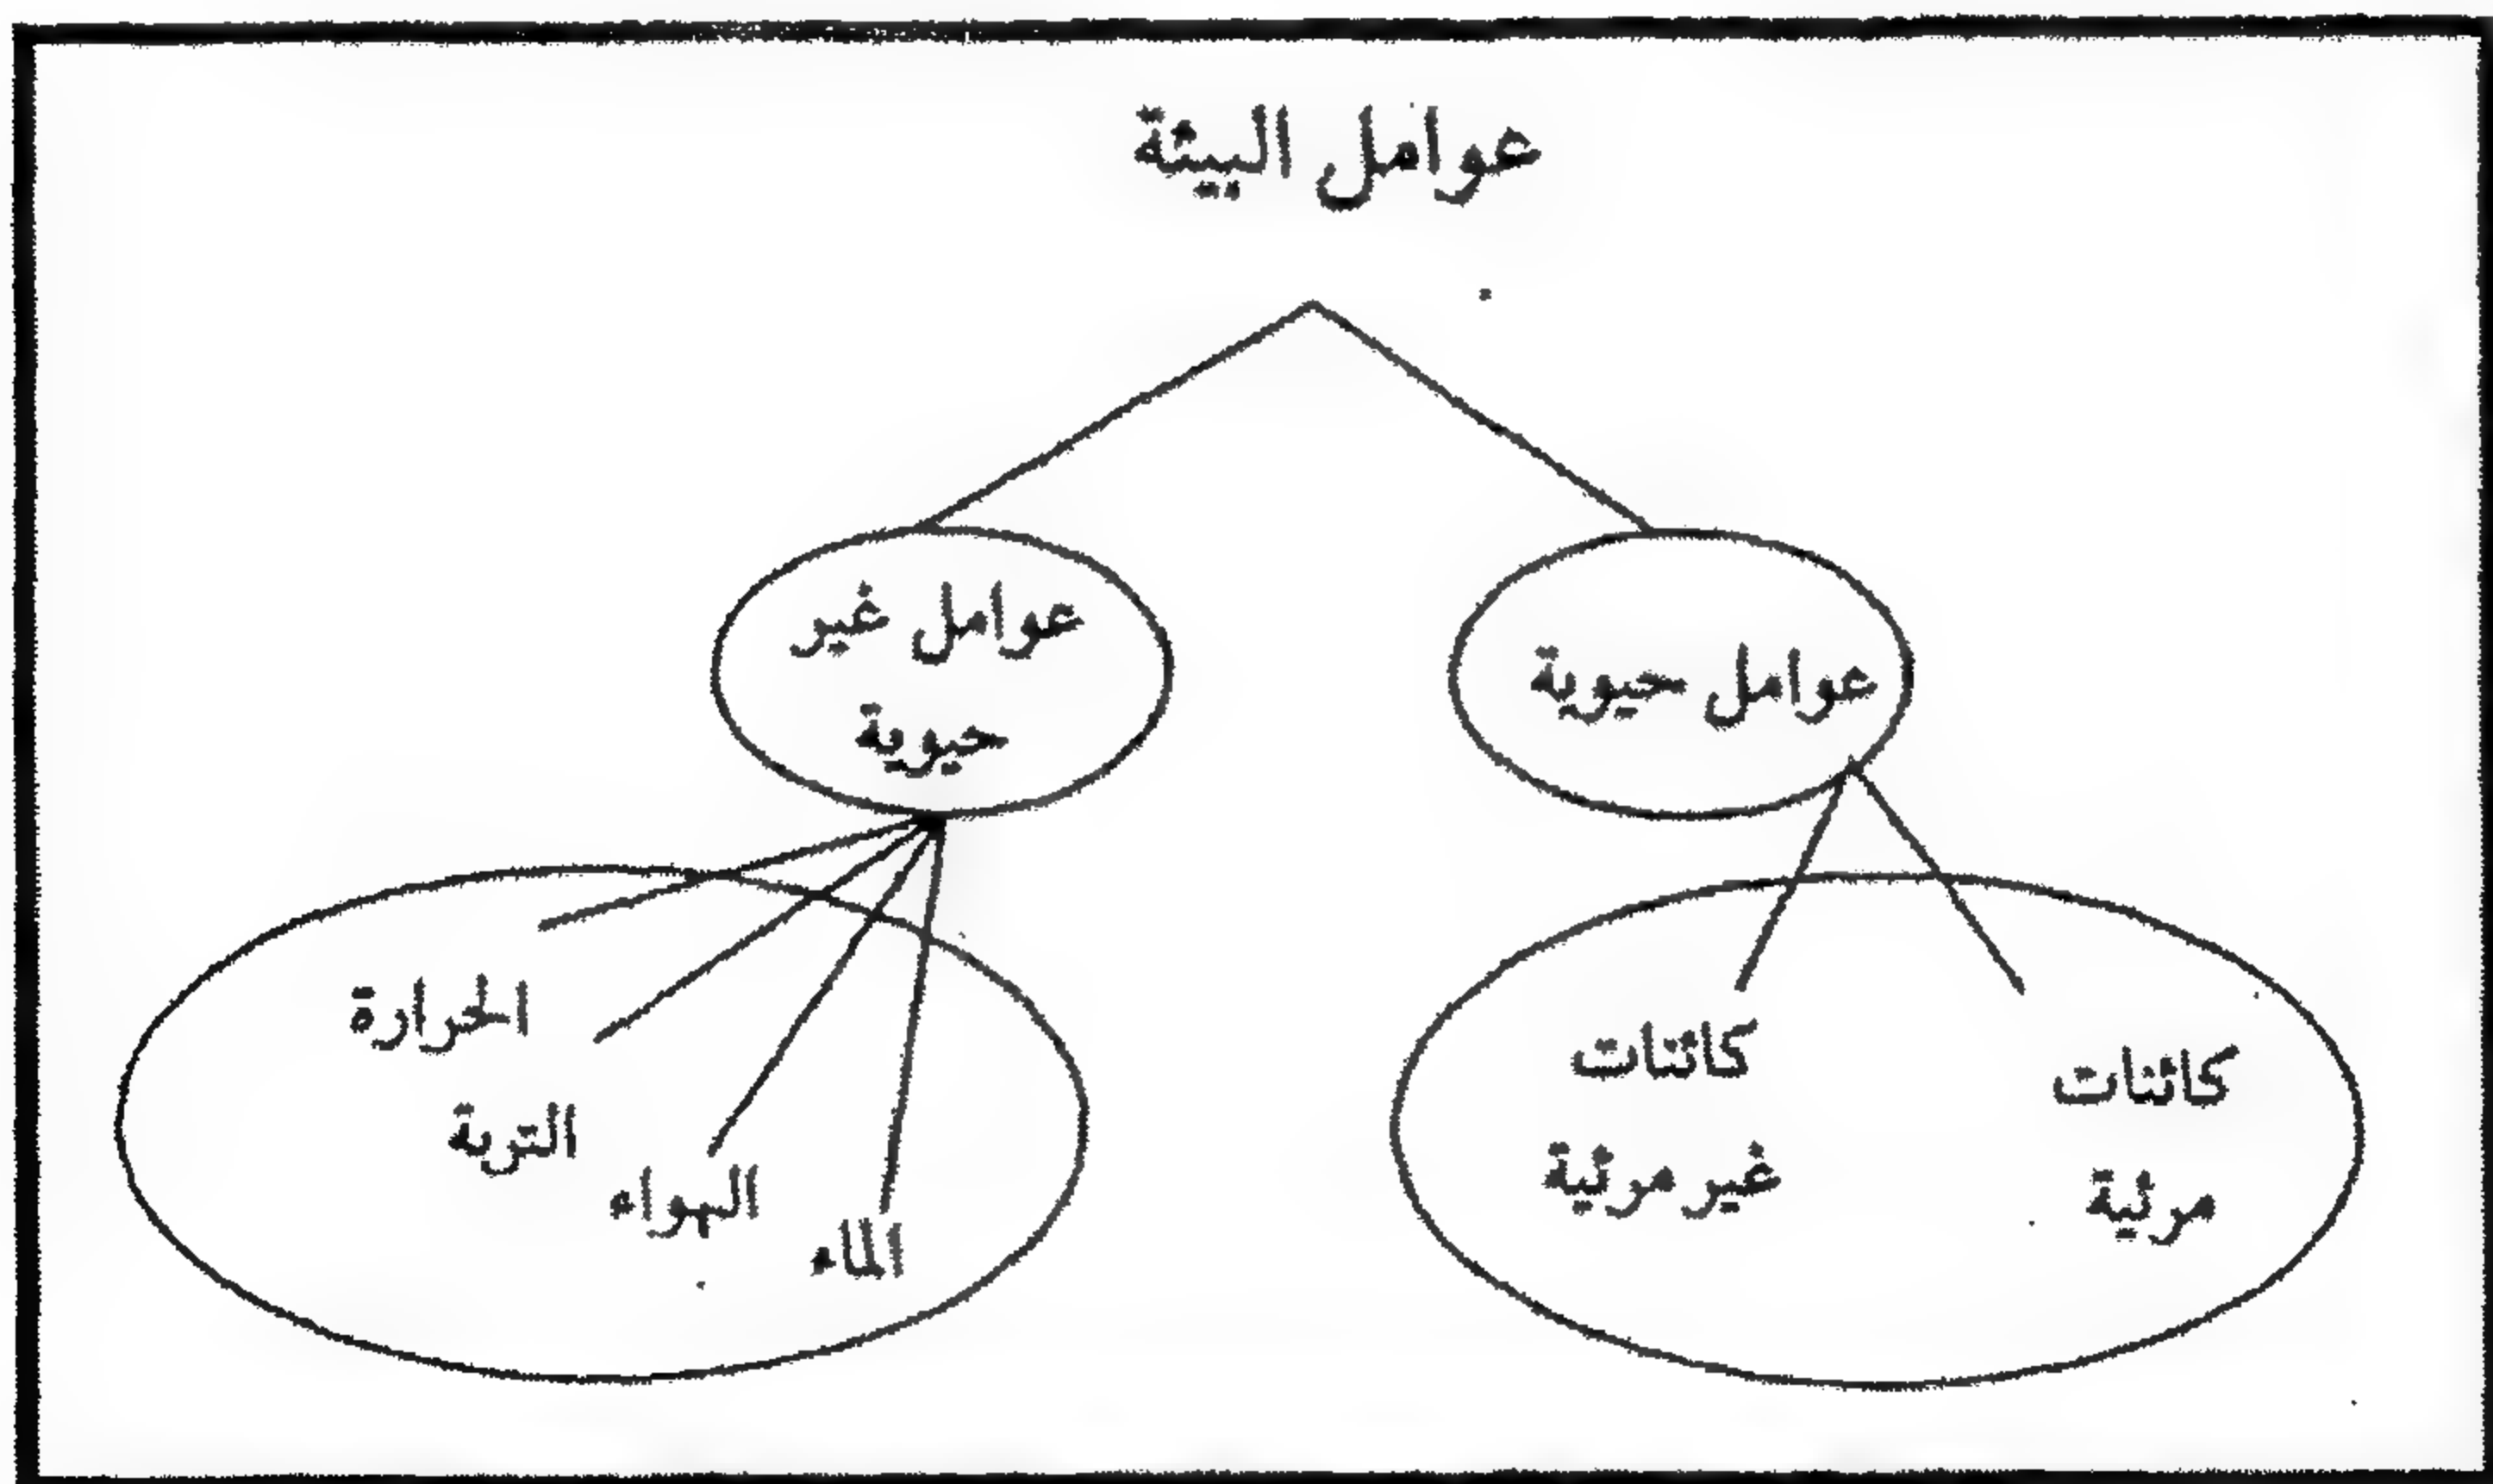 عوامل البيئة
عوامل حيوية
عوامل غير
حيوية
كائنات
مرئية
كائنات
غير مرئية
الحرارة
التربة
الهواء
الماء